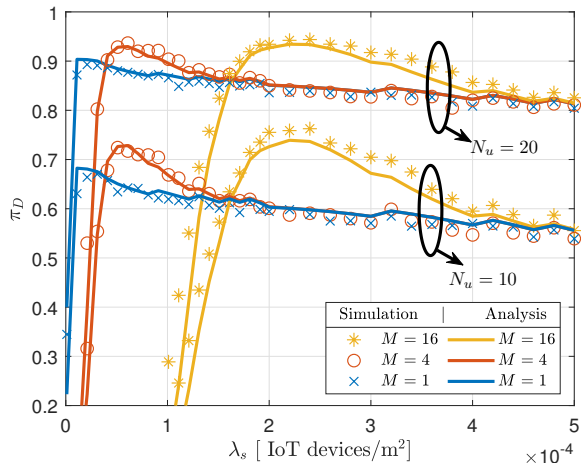 1
0.9
0.8
0.7
0.6
0.5
0.4
0.3
0.2
π_D
N_u = 20
N_u = 10
Simulation | Analysis
M = 16 M = 16
M = 4 M = 4
M = 1 M = 1
0 1 2 3 4 5
λ_s [ IoT devices/m²]
×10⁻⁴